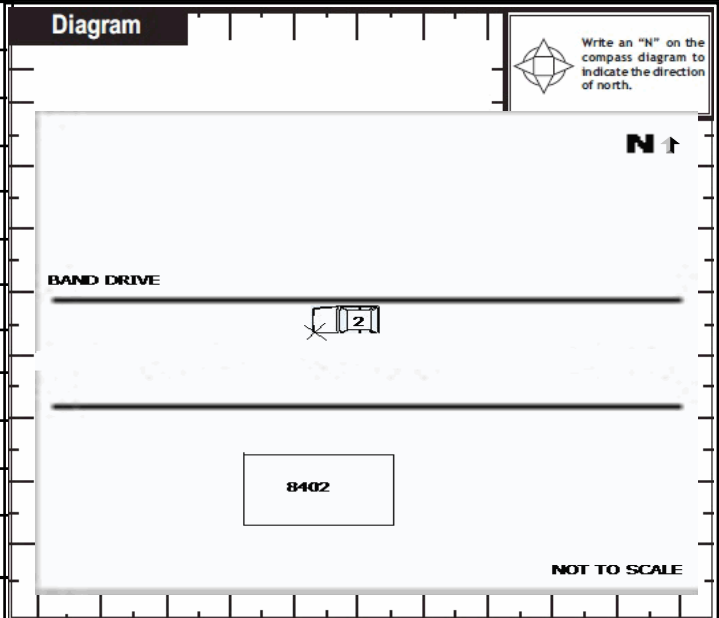 Diagram
Write an “N” on the
compass diagram to
indicate the direction
of north.
N
BAND DRIVE
2
8402
NOT TO SCALE